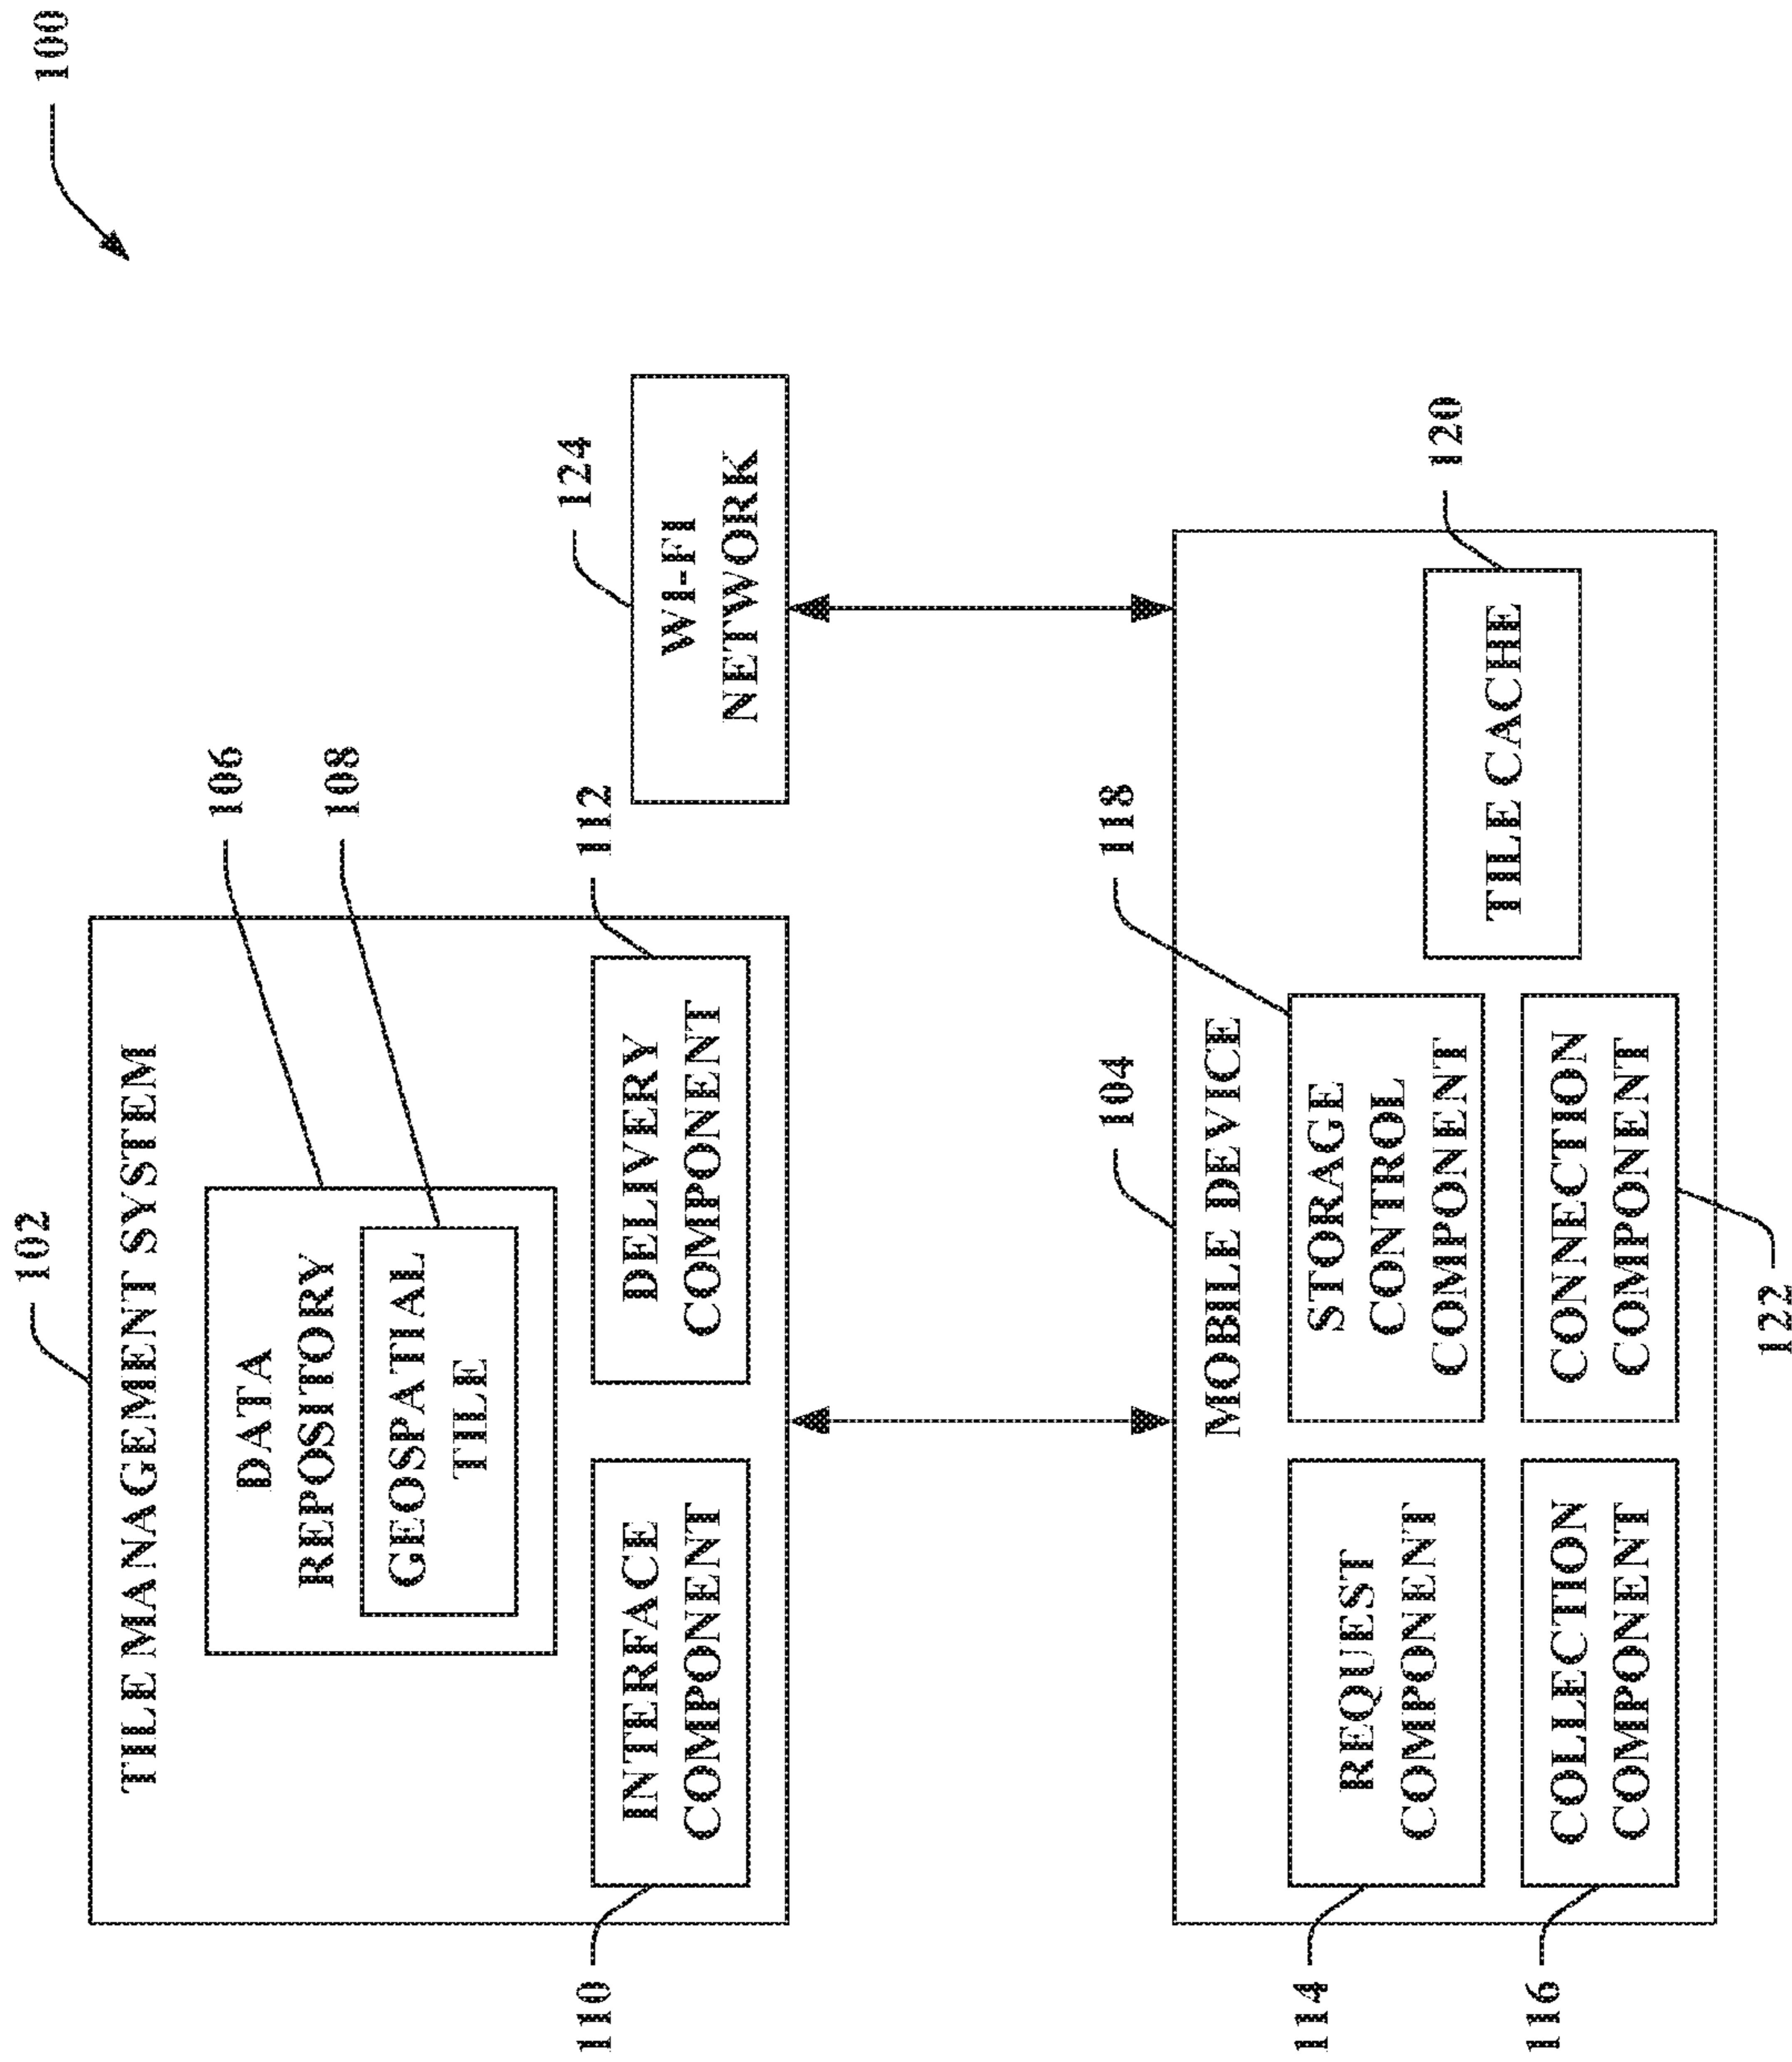 100
102
TILE MANAGEMENT SYSTEM
106
DATA
REPOSITORY
108
GEOSPATIAL
TILE
110
INTERFACE
COMPONENT
112
DELIVERY
COMPONENT
124
WI-FI
NETWORK
104
MOBILE DEVICE
114
REQUEST
COMPONENT
118
STORAGE
CONTROL
COMPONENT
120
TILE CACHE
116
COLLECTION
COMPONENT
CONNECTION
COMPONENT
122